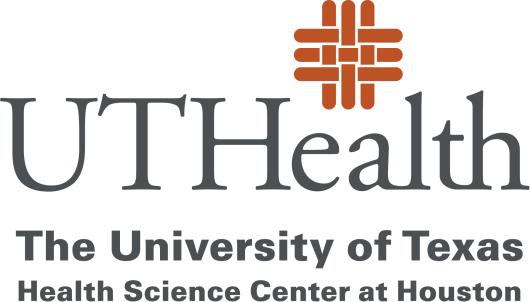 UTHealth
The University of Texas
Health Science Center at Houston